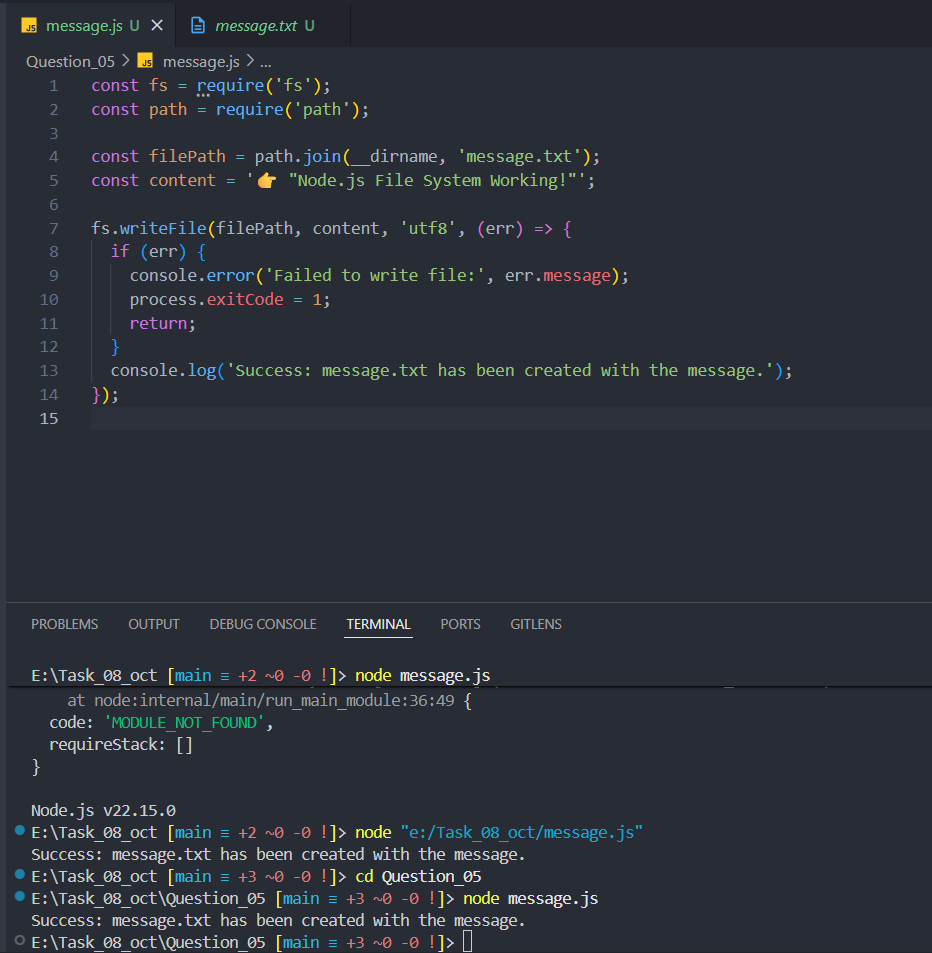 JS message.js U ✕ message.txt U
Question_05 > JS message.js > ...
1 const fs = require('fs');
2 const path = require('path');
3
4 const filePath = path.join(__dirname, 'message.txt');
5 const content = '👉 "Node.js File System Working!"';
6
7 fs.writeFile(filePath, content, 'utf8', (err) => {
8 if (err) {
9 console.error('Failed to write file:', err.message);
10 process.exitCode = 1;
11 return;
12 }
13 console.log('Success: message.txt has been created with the message.');
14 });
15
PROBLEMS OUTPUT DEBUG CONSOLE TERMINAL PORTS GITLENS
E:\Task_08_oct [main ≡ +2 ~0 -0 !]> node message.js
at node:internal/main/run_main_module:36:49 {
code: 'MODULE_NOT_FOUND',
requireStack: []
}
Node.js v22.15.0
E:\Task_08_oct [main ≡ +2 ~0 -0 !]> node "e:/Task_08_oct/message.js"
Success: message.txt has been created with the message.
E:\Task_08_oct [main ≡ +3 ~0 -0 !]> cd Question_05
E:\Task_08_oct\Question_05 [main ≡ +3 ~0 -0 !]> node message.js
Success: message.txt has been created with the message.
E:\Task_08_oct\Question_05 [main ≡ +3 ~0 -0 !]>